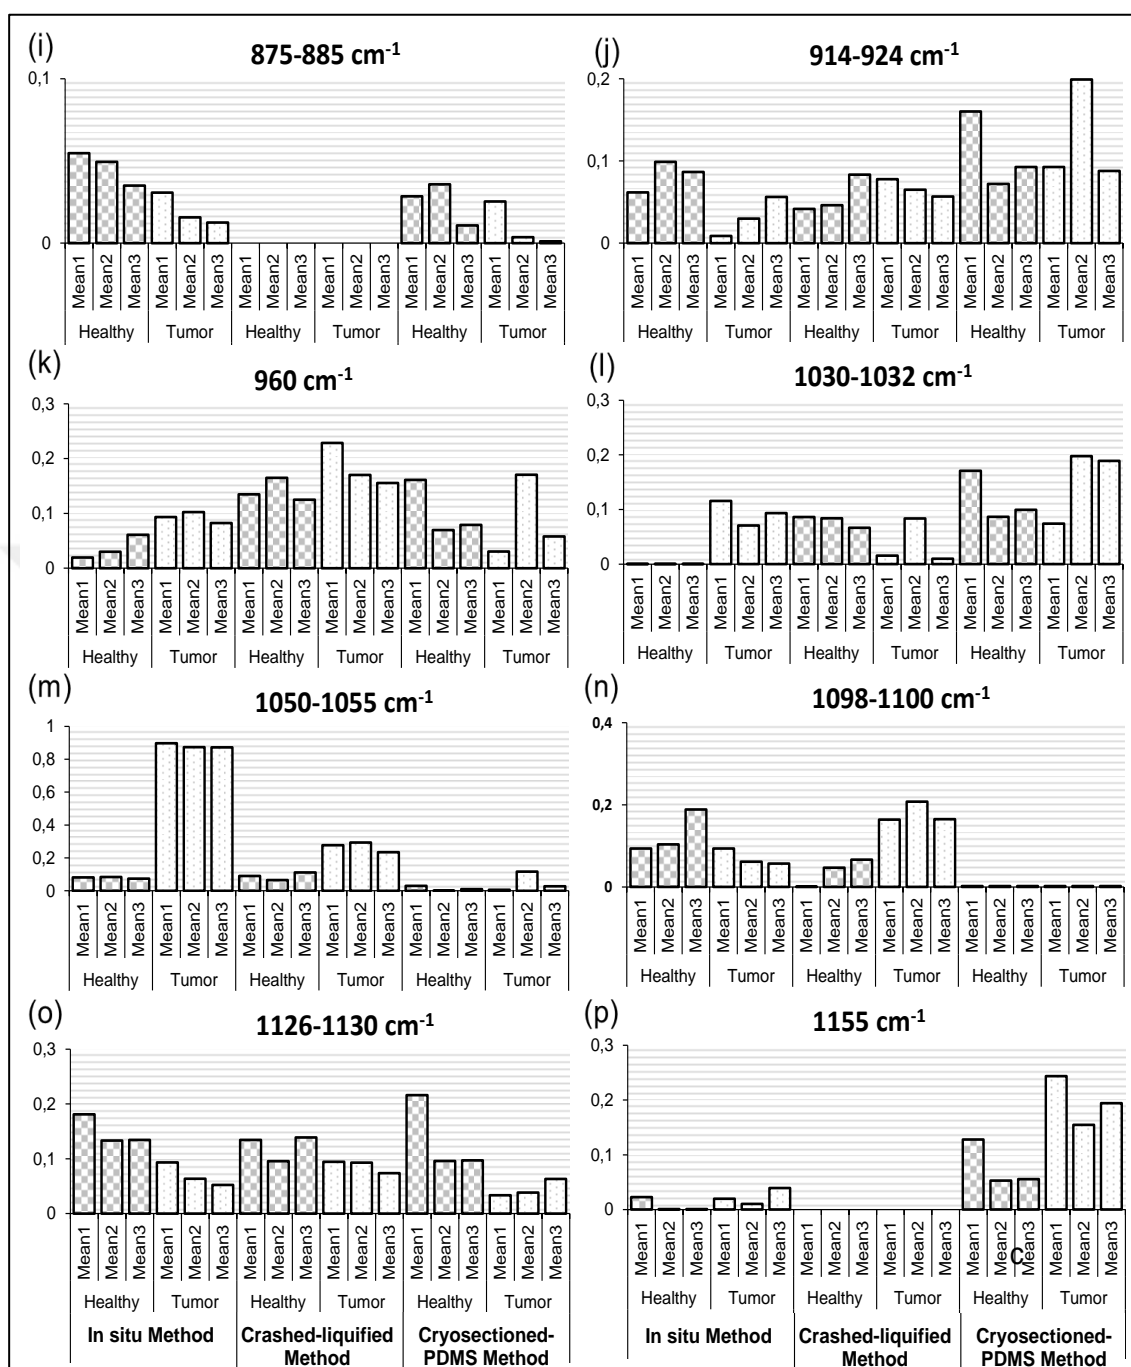 (i)
875-885 cm-1
0,1
0
Mean1 Mean2 Mean3 Mean1 Mean2 Mean3 Mean1 Mean2 Mean3 Mean1 Mean2 Mean3 Mean1 Mean2 Mean3 Mean1 Mean2 Mean3
Healthy Tumor Healthy Tumor Healthy Tumor
(j)
914-924 cm-1
0,2
0,1
0
Mean1 Mean2 Mean3 Mean1 Mean2 Mean3 Mean1 Mean2 Mean3 Mean1 Mean2 Mean3 Mean1 Mean2 Mean3 Mean1 Mean2 Mean3
Healthy Tumor Healthy Tumor Healthy Tumor
(k)
960 cm-1
0,3
0,2
0,1
0
Mean1 Mean2 Mean3 Mean1 Mean2 Mean3 Mean1 Mean2 Mean3 Mean1 Mean2 Mean3 Mean1 Mean2 Mean3 Mean1 Mean2 Mean3
Healthy Tumor Healthy Tumor Healthy Tumor
(l)
1030-1032 cm-1
0,3
0,2
0,1
0
Mean1 Mean2 Mean3 Mean1 Mean2 Mean3 Mean1 Mean2 Mean3 Mean1 Mean2 Mean3 Mean1 Mean2 Mean3 Mean1 Mean2 Mean3
Healthy Tumor Healthy Tumor Healthy Tumor
(m)
1050-1055 cm-1
1
0,8
0,6
0,4
0,2
0
Mean1 Mean2 Mean3 Mean1 Mean2 Mean3 Mean1 Mean2 Mean3 Mean1 Mean2 Mean3 Mean1 Mean2 Mean3 Mean1 Mean2 Mean3
Healthy Tumor Healthy Tumor Healthy Tumor
(n)
1098-1100 cm-1
0,4
0,2
0
Mean1 Mean2 Mean3 Mean1 Mean2 Mean3 Mean1 Mean2 Mean3 Mean1 Mean2 Mean3 Mean1 Mean2 Mean3 Mean1 Mean2 Mean3
Healthy Tumor Healthy Tumor Healthy Tumor
(o)
1126-1130 cm-1
0,3
0,2
0,1
0
Mean1 Mean2 Mean3 Mean1 Mean2 Mean3 Mean1 Mean2 Mean3 Mean1 Mean2 Mean3 Mean1 Mean2 Mean3 Mean1 Mean2 Mean3
Healthy Tumor Healthy Tumor Healthy Tumor
In situ Method Crashed-liquified Cryosectioned-
Method PDMS Method
(p)
1155 cm-1
0,3
0,2
0,1
0
Mean1 Mean2 Mean3 Mean1 Mean2 Mean3 Mean1 Mean2 Mean3 Mean1 Mean2 Mean3 Mean1 Mean2 Mean3 Mean1 Mean2 Mean3
c
Healthy Tumor Healthy Tumor Healthy Tumor
In situ Method Crashed-liquified Cryosectioned-
Method PDMS Method